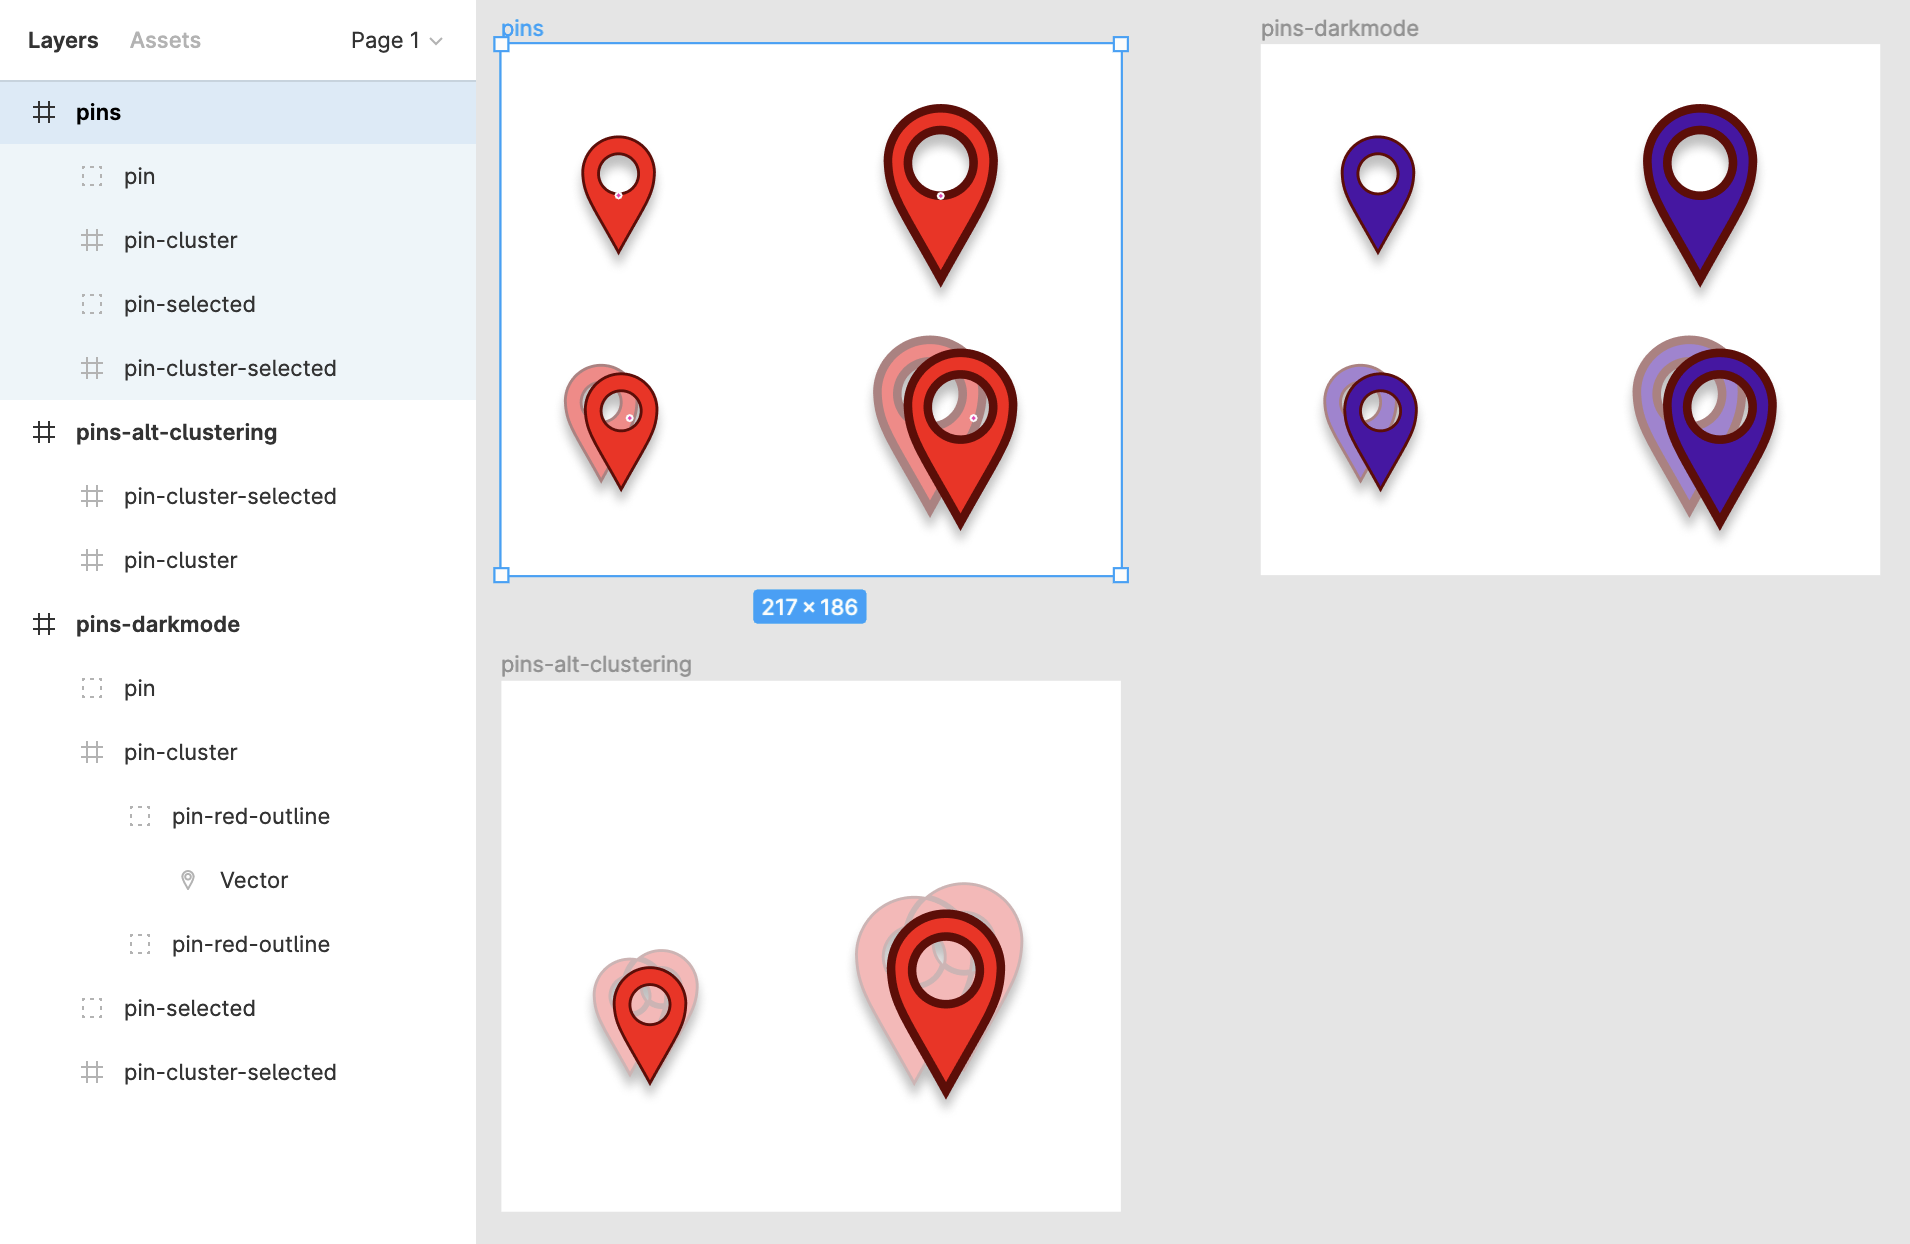 Layers Assets Page 1
pins
pin
pin-cluster
pin-selected
pin-cluster-selected
pins-alt-clustering
pin-cluster-selected
pin-cluster
pins-darkmode
pin
pin-cluster
pin-red-outline
Vector
pin-red-outline
pin-selected
pin-cluster-selected
pins
217 × 186
pins-darkmode
pins-alt-clustering